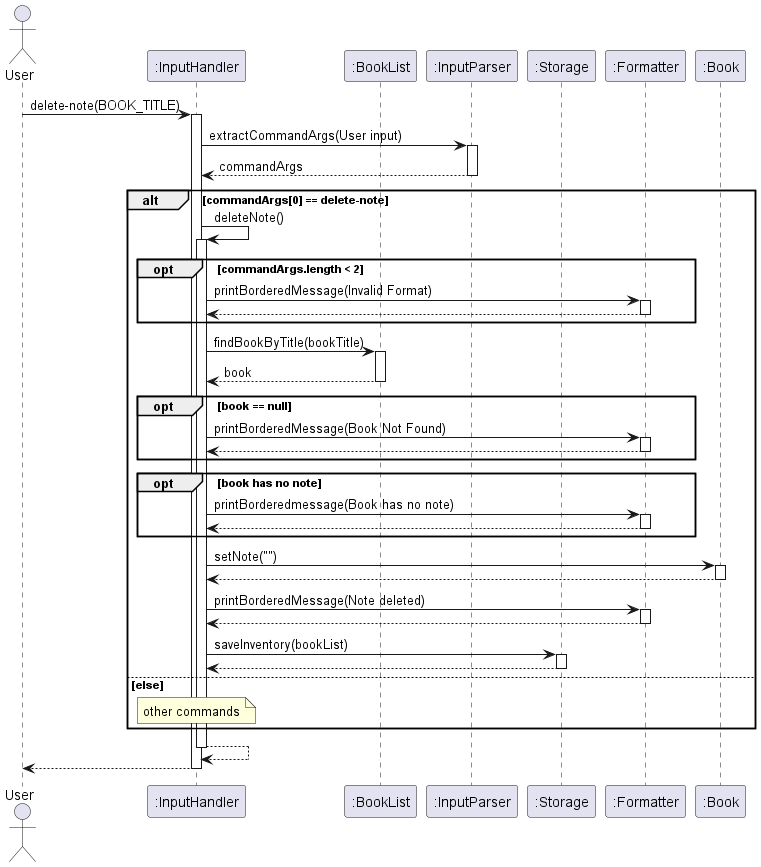 User
:InputHandler
:BookList
:InputParser
:Storage
:Formatter
:Book
delete-note(BOOK_TITLE)
extractCommandArgs(User input)
commandArgs
alt
[commandArgs[0] == delete-note]
deleteNote()
opt
[commandArgs.length < 2]
printBorderedMessage(Invalid Format)
findBookByTitle(bookTitle)
book
opt
[book == null]
printBorderedMessage(Book Not Found)
opt
[book has no note]
printBorderedmessage(Book has no note)
setNote("")
printBorderedMessage(Note deleted)
saveInventory(bookList)
[else]
other commands
User
:InputHandler
:BookList
:InputParser
:Storage
:Formatter
:Book